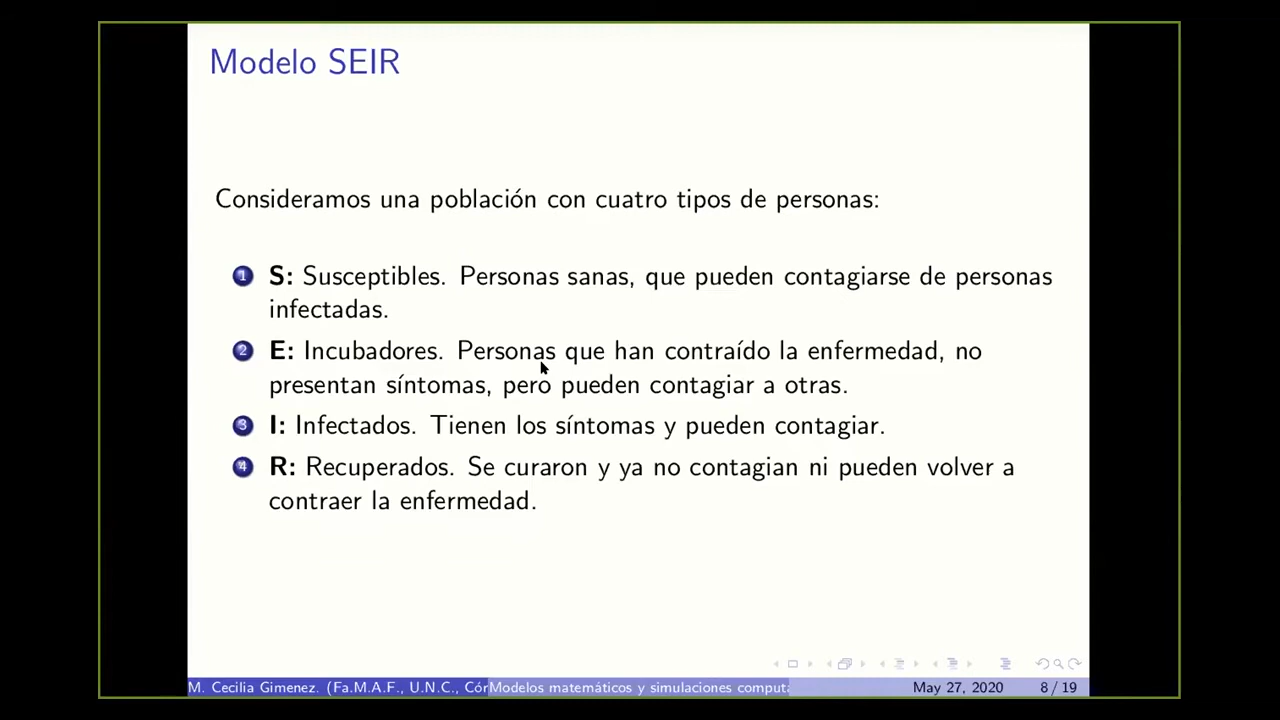 Modelo SEIR
Consideramos una población con cuatro tipos de personas:
1 S: Susceptibles. Personas sanas, que pueden contagiarse de personas
infectadas.
2 E: Incubadores. Personas que han contraído la enfermedad, no
presentan síntomas, pero pueden contagiar a otras.
3 I: Infectados. Tienen los síntomas y pueden contagiar.
4 R: Recuperados. Se curaron y ya no contagian ni pueden volver a
contraer la enfermedad.
M. Cecilia Gimenez. (Fa.M.A.F., U.N.C., Cór Modelos matemáticos y simulaciones computa May 27, 2020 8 / 19